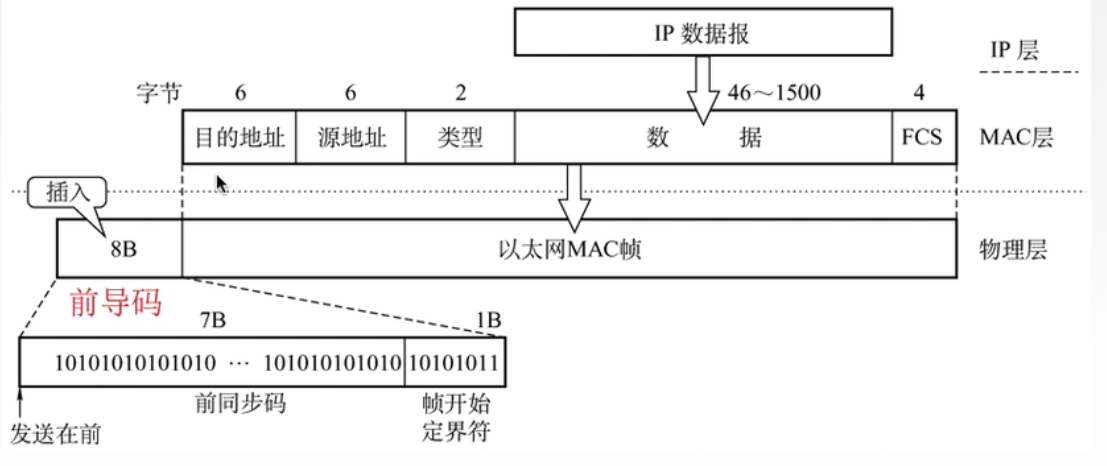 IP 数据报
IP 层
字节 6 6 2 46～1500 4
目的地址 源地址 类型 数 据 FCS MAC层
插入
8B 以太网MAC帧 物理层
前导码
7B 1B
10101010101010 … 101010101010 10101011
前同步码 帧开始
定界符
发送在前